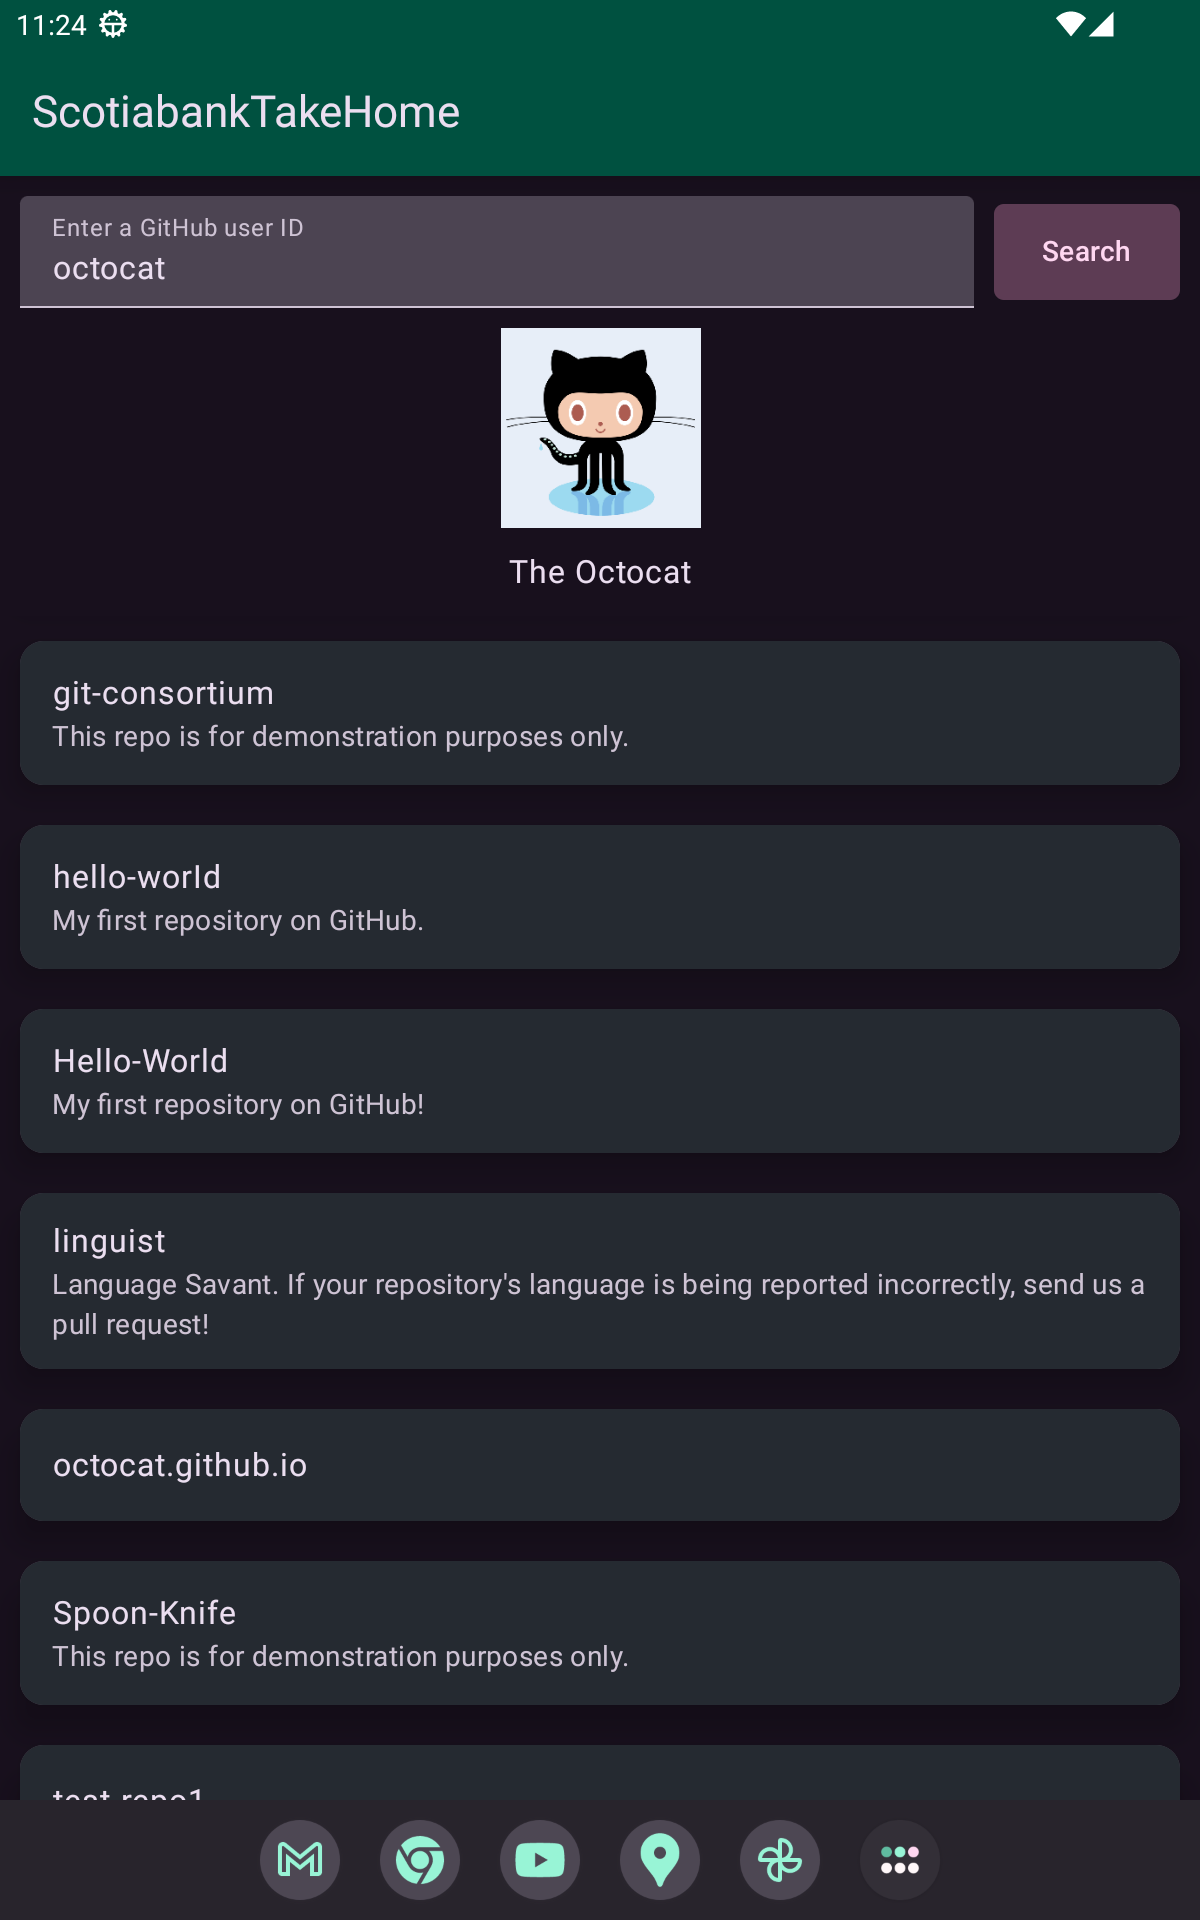 11:24
ScotiabankTakeHome
Enter a GitHub user ID
octocat
Search
The Octocat
git-consortium
This repo is for demonstration purposes only.
hello-worId
My first repository on GitHub.
Hello-World
My first repository on GitHub!
linguist
Language Savant. If your repository's language is being reported incorrectly, send us a
pull request!
octocat.github.io
Spoon-Knife
This repo is for demonstration purposes only.
test-repo1